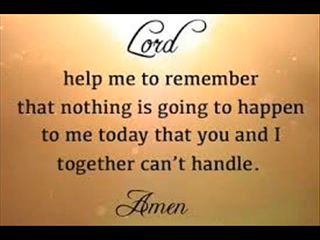 Lord
help me to remember
that nothing is going to happen
to me today that you and I
together can't handle.
Amen